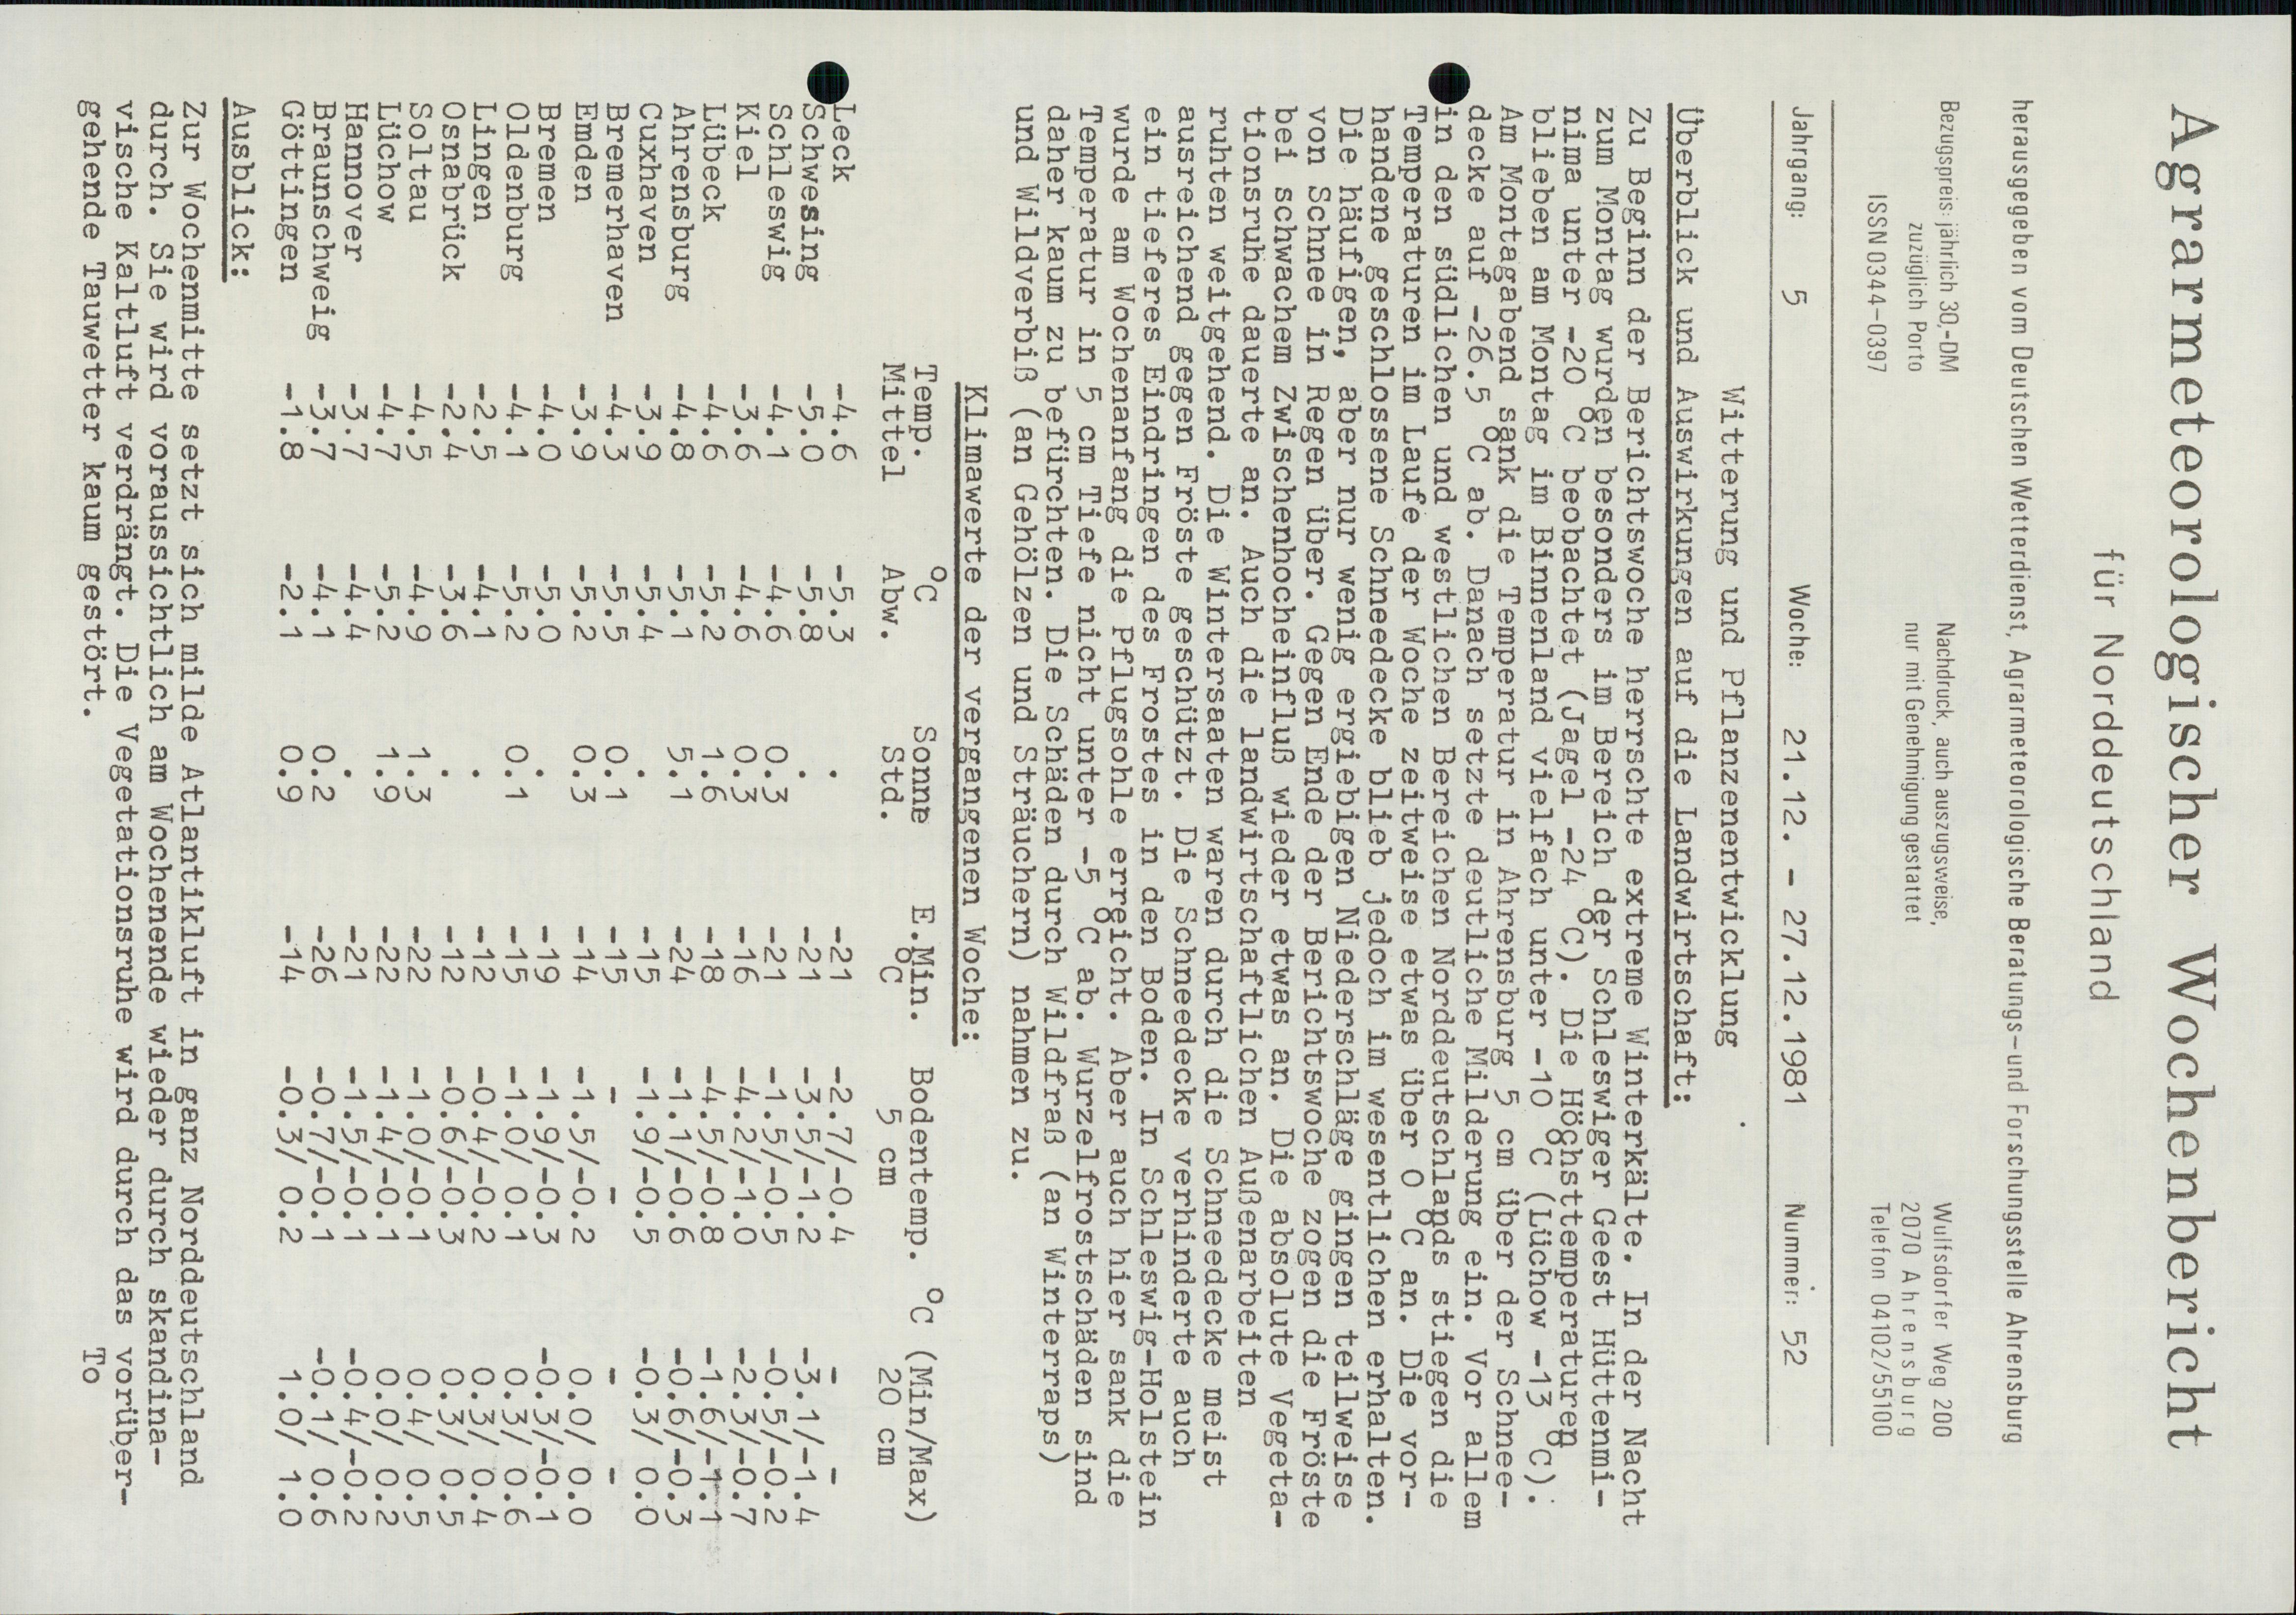 Agrarmeteorologischer Wochenbericht
für Norddeutschland
herausgegeben vom Deutschen Wetterdienst, Agrarmeteorologische Beratungs-und Forschungsstelle Ahrensburg
Bezugspreis: jährlich 30,-DM Nachdruck, auch auszugsweise, Wulfsdorfer Weg 200
zuzüglich Porto nur mit Genehmigung gestattet 2070 Ahrensburg
ISSN 0344-0397 Telefon 04102/55100
Jahrgang: 5 Woche: 21.12. - 27.12.1981 Nummer: 52
Witterung und Pflanzenentwicklung
Überblick und Auswirkungen auf die Landwirtschaft:
Zu Beginn der Berichtswoche herrschte extreme Winterkälte. In der Nacht
zum Montag wurden besonders im Bereich der Schleswiger Geest Hüttenmi-
nima unter -20 °C beobachtet (Jagel -24 °C). Die Höchsttemperaturen
blieben am Montag im Binnenland vielfach unter -10 °C (Lüchow -13 °C).
Am Montagabend sank die Temperatur in Ahrensburg 5 cm über der Schnee-
decke auf -26.5 °C ab. Danach setzte deutliche Milderung ein. Vor allem
in den südlichen und westlichen Bereichen Norddeutschlands stiegen die
Temperaturen im Laufe der Woche zeitweise etwas über 0 °C an. Die vor-
handene geschlossene Schneedecke blieb jedoch im wesentlichen erhalten.
Die häufigen, aber nur wenig ergiebigen Niederschläge gingen teilweise
von Schnee in Regen über. Gegen Ende der Berichtswoche zogen die Fröste
bei schwachem Zwischenhocheinfluß wieder etwas an. Die absolute Vegeta-
tionsruhe dauerte an. Auch die landwirtschaftlichen Außenarbeiten
ruhten weitgehend. Die Wintersaaten waren durch die Schneedecke meist
ausreichend gegen Fröste geschützt. Die Schneedecke verhinderte auch
ein tieferes Eindringen des Frostes in den Boden. In Schleswig-Holstein
wurde am Wochenanfang die Pflugsohle erreicht. Aber auch hier sank die
Temperatur in 5 cm Tiefe nicht unter -5 °C ab. Wurzelfrostschäden sind
daher kaum zu befürchten. Die Schäden durch Wildfraß (an Winterraps)
und Wildverbiß (an Gehölzen und Sträuchern) nahmen zu.
Klimawerte der vergangenen Woche:
Temp. °C Sonne E.Min. Bodentemp. °C (Min/Max)
Mittel Abw. Std. °C 5 cm 20 cm
Leck -4.6 -5.3 . -21 -2.7/-0.4 - -
Schwesing -5.0 -5.8 . -21 -3.5/-1.2 -3.1/-1.4
Schleswig -4.1 -4.6 0.3 -21 -1.5/-0.5 -0.5/-0.2
Kiel -3.6 -4.6 0.3 -16 -4.2/-1.0 -2.3/-0.7
Lübeck -4.6 -5.2 1.6 -18 -4.5/-0.8 -1.6/-1.1
Ahrensburg -4.8 -5.1 5.1 -24 -1.1/-0.6 -0.6/-0.3
Cuxhaven -3.9 -5.4 . -15 -1.9/-0.5 -0.3/ 0.0
Bremerhaven -4.3 -5.5 0.1 -15 - - - -
Emden -3.9 -5.2 0.3 -14 -1.5/-0.2 0.0/ 0.0
Bremen -4.0 -5.0 . -19 -1.9/-0.3 -0.3/-0.1
Oldenburg -4.1 -5.2 0.1 -15 -1.0/ 0.1 0.3/ 0.6
Lingen -2.5 -4.1 . -12 -0.4/-0.2 0.3/ 0.4
Osnabrück -2.4 -3.6 . -12 -0.6/-0.3 0.3/ 0.5
Soltau -4.5 -4.9 1.3 -22 -1.0/-0.1 0.4/ 0.5
Lüchow -4.7 -5.2 1.9 -22 -1.4/-0.1 0.0/ 0.2
Hannover -3.7 -4.4 . -21 -1.5/-0.1 -0.4/-0.2
Braunschweig -3.7 -4.1 0.2 -26 -0.7/-0.1 -0.1/ 0.6
Göttingen -1.8 -2.1 0.9 -14 -0.3/ 0.2 1.0/ 1.0
Ausblick:
Zur Wochenmitte setzt sich milde Atlantikluft in ganz Norddeutschland
durch. Sie wird voraussichtlich am Wochenende wieder durch skandina-
vische Kaltluft verdrängt. Die Vegetationsruhe wird durch das vorüber-
gehende Tauwetter kaum gestört. To